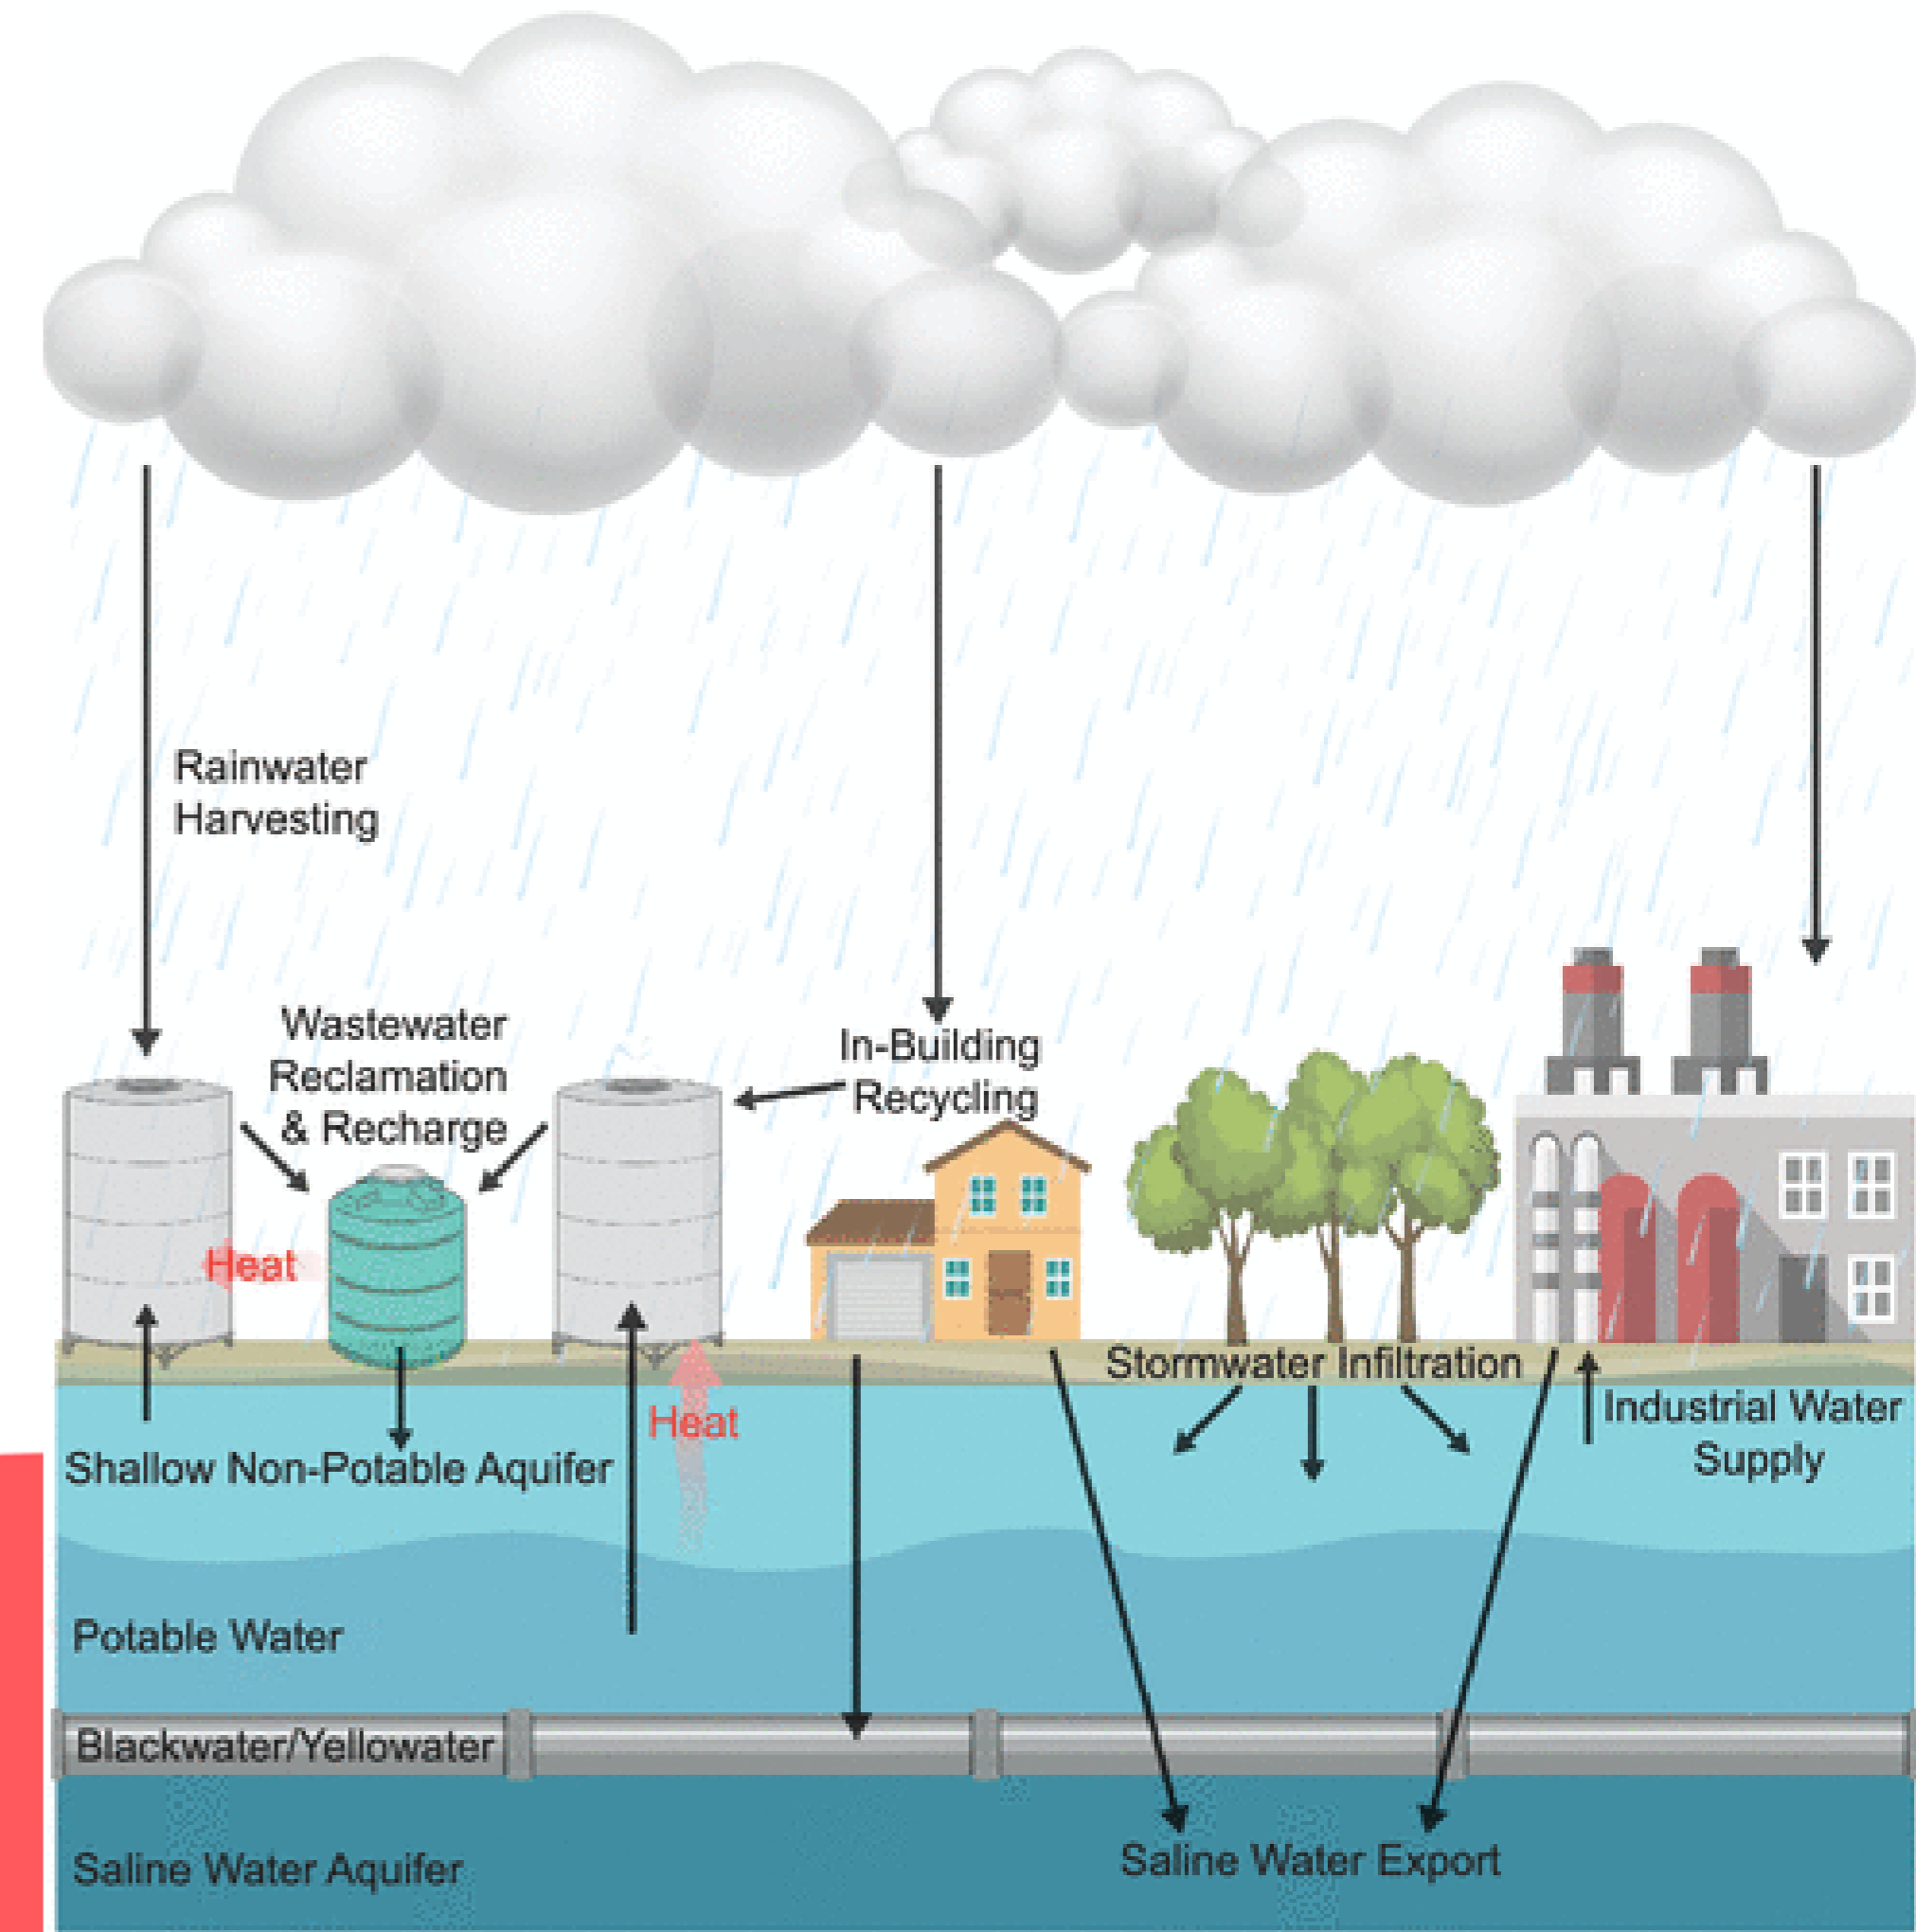 Rainwater
Harvesting
Wastewater
Reclamation
& Recharge
In-Building
Recycling
Heat
Stormwater Infiltration
Heat
Industrial Water
Supply
Shallow Non-Potable Aquifer
Potable Water
Blackwater/Yellowater
Saline Water Aquifer
Saline Water Export